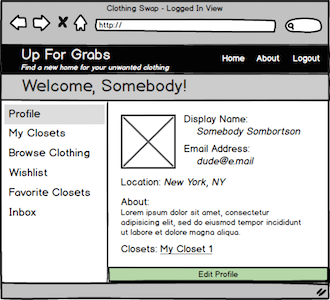 Clothing Swap - Logged In View
http://
Up For Grabs
Find a new home for your unwanted clothing
Home About Logout
Welcome, Somebody!
Profile
My Closets
Browse Clothing
Wishlist
Favorite Closets
Inbox
Display Name:
Somebody Sombortson
Email Address:
dude@e.mail
Location: New York, NY
About:
Lorem ipsum dolor sit amet, consectetur
adipisicing elit, sed do eiusmod tempor incididunt
ut labore et dolore magna aliqua.
Closets: My Closet 1
Edit Profile